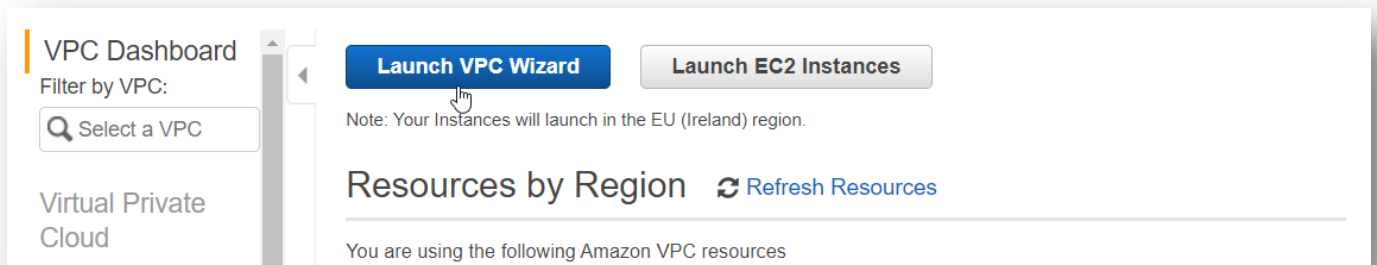 VPC Dashboard
Filter by VPC:
Select a VPC
Virtual Private
Cloud
Launch VPC Wizard
Launch EC2 Instances
Note: Your Instances will launch in the EU (Ireland) region.
Resources by Region
Refresh Resources
You are using the following Amazon VPC resources